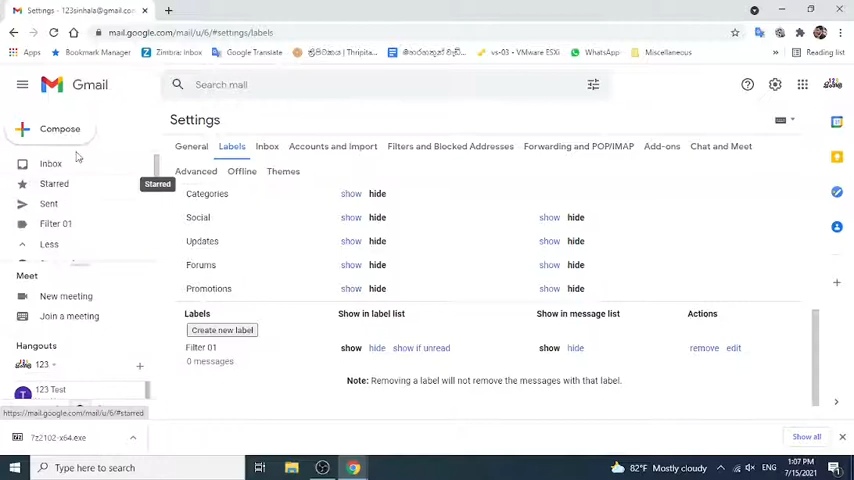 Settings - 123sinhala@gmail.com
mail.google.com/mail/u/6/#settings/labels
Apps Bookmark Manager Zimbra: Inbox Google Translate ත්‍රිපිටකය : Thripita... vs-03 - VMware ESXi WhatsApp Miscellaneous Reading list
Gmail
Search mail
Compose
Inbox
Starred
Starred
Sent
Filter 01
Less
Meet
New meeting
Join a meeting
Hangouts
123
123 Test
Settings
General Labels Inbox Accounts and Import Filters and Blocked Addresses Forwarding and POP/IMAP Add-ons Chat and Meet
Advanced Offline Themes
Categories show hide
Social show hide show hide
Updates show hide show hide
Forums show hide show hide
Promotions show hide show hide
Labels Show in label list Show in message list Actions
Create new label
Filter 01 show hide show if unread show hide remove edit
0 messages
Note: Removing a label will not remove the messages with that label.
https://mail.google.com/mail/u/6/#starred
7z2102-x64.exe Show all
Type here to search
82°F Mostly cloudy ENG 1:07 PM
7/15/2021